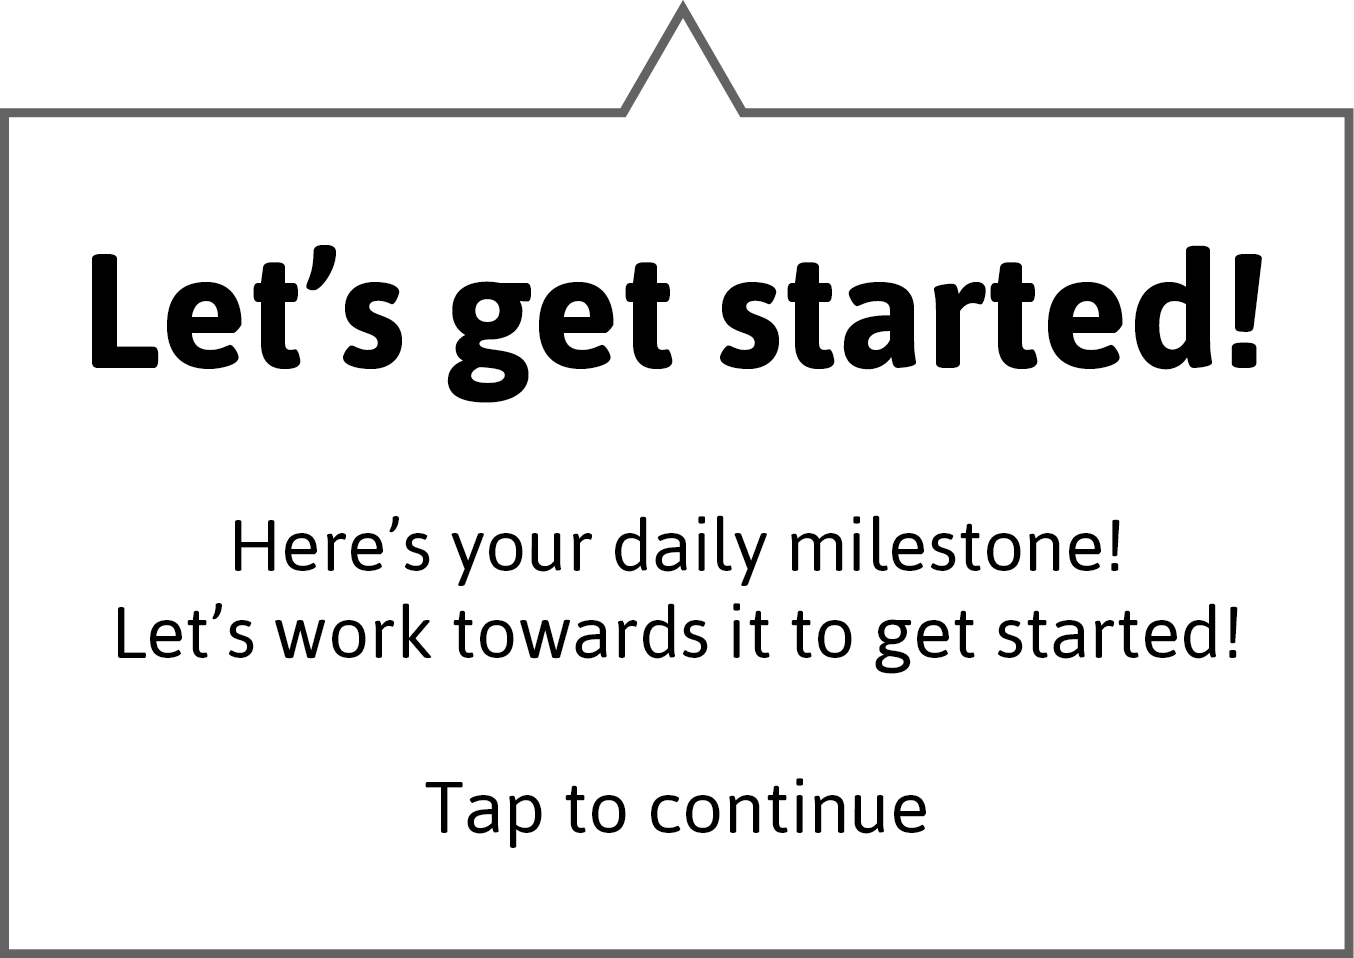 Let’s get started!
Here’s your daily milestone!
Let’s work towards it to get started!
Tap to continue